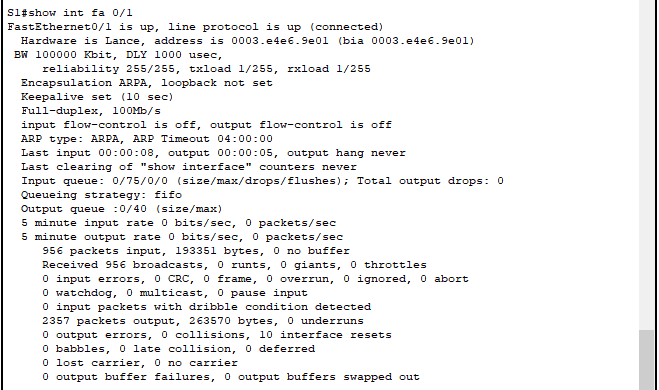 S1#show int fa 0/1
FastEthernet0/1 is up, line protocol is up (connected)
Hardware is Lance, address is 0003.e4e6.9e01 (bia 0003.e4e6.9e01)
BW 100000 Kbit, DLY 1000 usec,
reliability 255/255, txload 1/255, rxload 1/255
Encapsulation ARPA, loopback not set
Keepalive set (10 sec)
Full-duplex, 100Mb/s
input flow-control is off, output flow-control is off
ARP type: ARPA, ARP Timeout 04:00:00
Last input 00:00:08, output 00:00:05, output hang never
Last clearing of "show interface" counters never
Input queue: 0/75/0/0 (size/max/drops/flushes); Total output drops: 0
Queueing strategy: fifo
Output queue :0/40 (size/max)
5 minute input rate 0 bits/sec, 0 packets/sec
5 minute output rate 0 bits/sec, 0 packets/sec
956 packets input, 193351 bytes, 0 no buffer
Received 956 broadcasts, 0 runts, 0 giants, 0 throttles
0 input errors, 0 CRC, 0 frame, 0 overrun, 0 ignored, 0 abort
0 watchdog, 0 multicast, 0 pause input
0 input packets with dribble condition detected
2357 packets output, 263570 bytes, 0 underruns
0 output errors, 0 collisions, 10 interface resets
0 babbles, 0 late collision, 0 deferred
0 lost carrier, 0 no carrier
0 output buffer failures, 0 output buffers swapped out